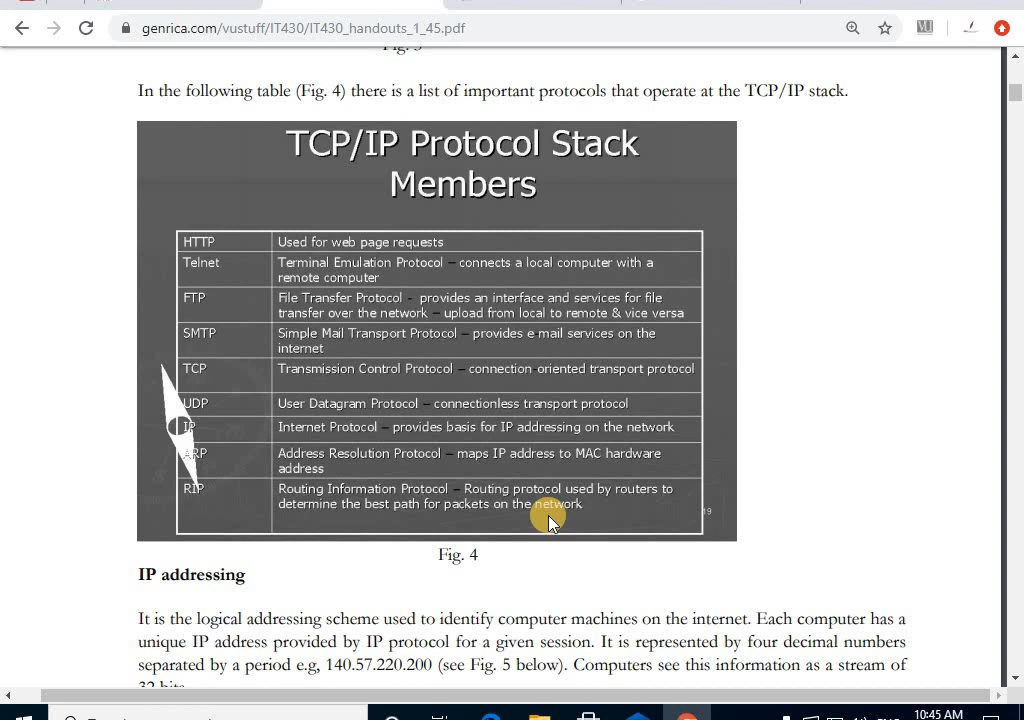 genrica.com/vustuff/IT430/IT430_handouts_1_45.pdf
In the following table (Fig. 4) there is a list of important protocols that operate at the TCP/IP stack.
TCP/IP Protocol Stack
Members
HTTP Used for web page requests
Telnet Terminal Emulation Protocol – connects a local computer with a
remote computer
FTP File Transfer Protocol - provides an interface and services for file
transfer over the network – upload from local to remote & vice versa
SMTP Simple Mail Transport Protocol – provides e-mail services on the
internet
TCP Transmission Control Protocol – connection-oriented transport protocol
UDP User Datagram Protocol – connectionless transport protocol
IP Internet Protocol – provides basis for IP addressing on the network
ARP Address Resolution Protocol – maps IP address to MAC hardware
address
RIP Routing Information Protocol – Routing protocol used by routers to
determine the best path for packets on the network
19
Fig. 4
IP addressing
It is the logical addressing scheme used to identify computer machines on the internet. Each computer has a
unique IP address provided by IP protocol for a given session. It is represented by four decimal numbers
separated by a period e.g, 140.57.220.200 (see Fig. 5 below). Computers see this information as a stream of
32 bits
10:45 AM